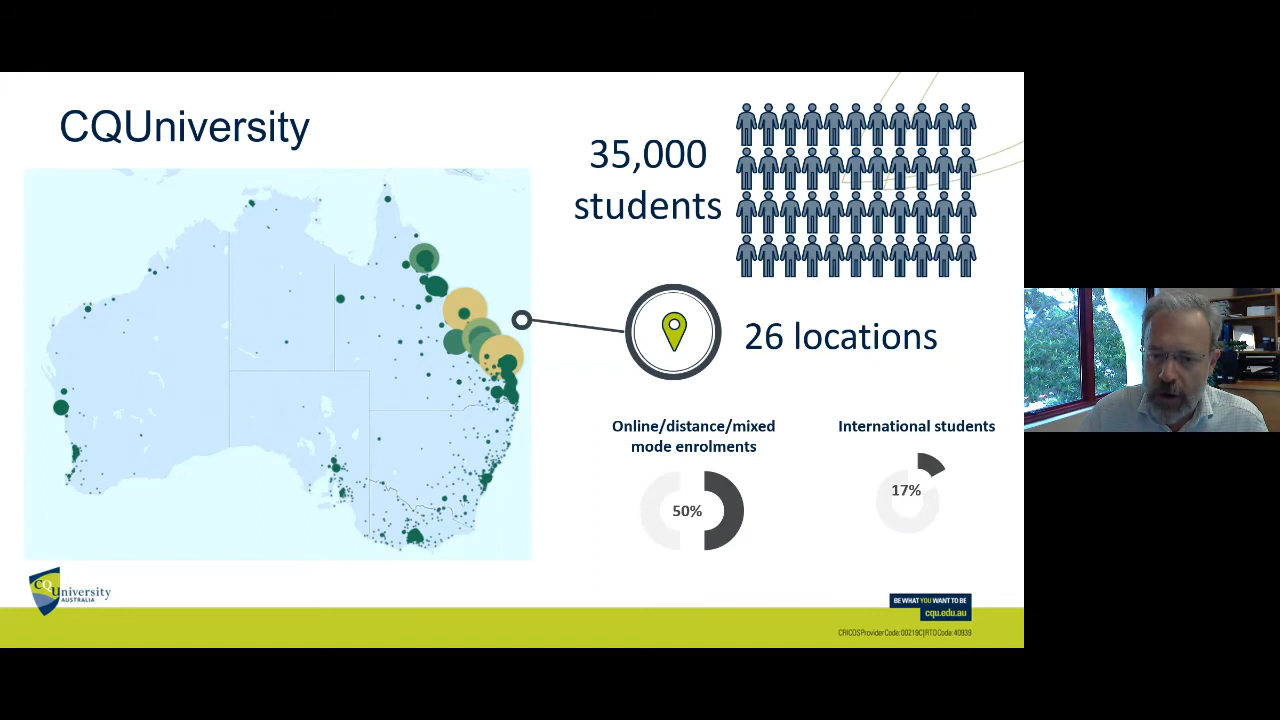 CQUniversity
35,000
students
26 locations
Online/distance/mixed
mode enrolments
International students
50%
17%
CQUniversity
AUSTRALIA
BE WHAT YOU WANT TO BE
cqu.edu.au
CRICOS Provider Code: 00219C | RTO Code: 40939